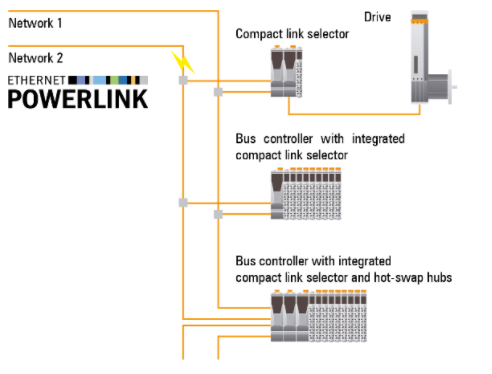 Network 1
Compact link selector
Drive
Network 2
ETHERNET
POWERLINK
Bus controller with integrated
compact link selector
Bus controller with integrated
compact link selector and hot-swap hubs